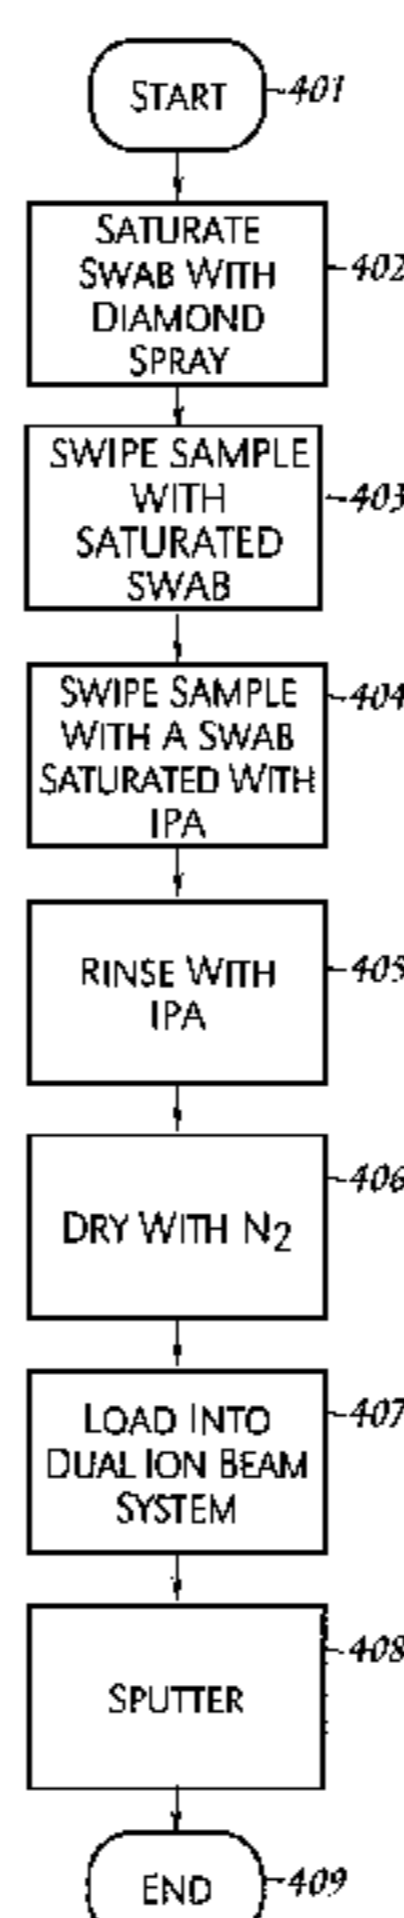 START
401
SATURATE
SWAB WITH
DIAMOND
SPRAY
402
SWIPE SAMPLE
WITH
SATURATED
SWAB
403
SWIPE SAMPLE
WITH A SWAB
SATURATED WITH
IPA
404
RINSE WITH
IPA
405
DRY WITH N2
406
LOAD INTO
DUAL ION BEAM
SYSTEM
407
SPUTTER
408
END
409